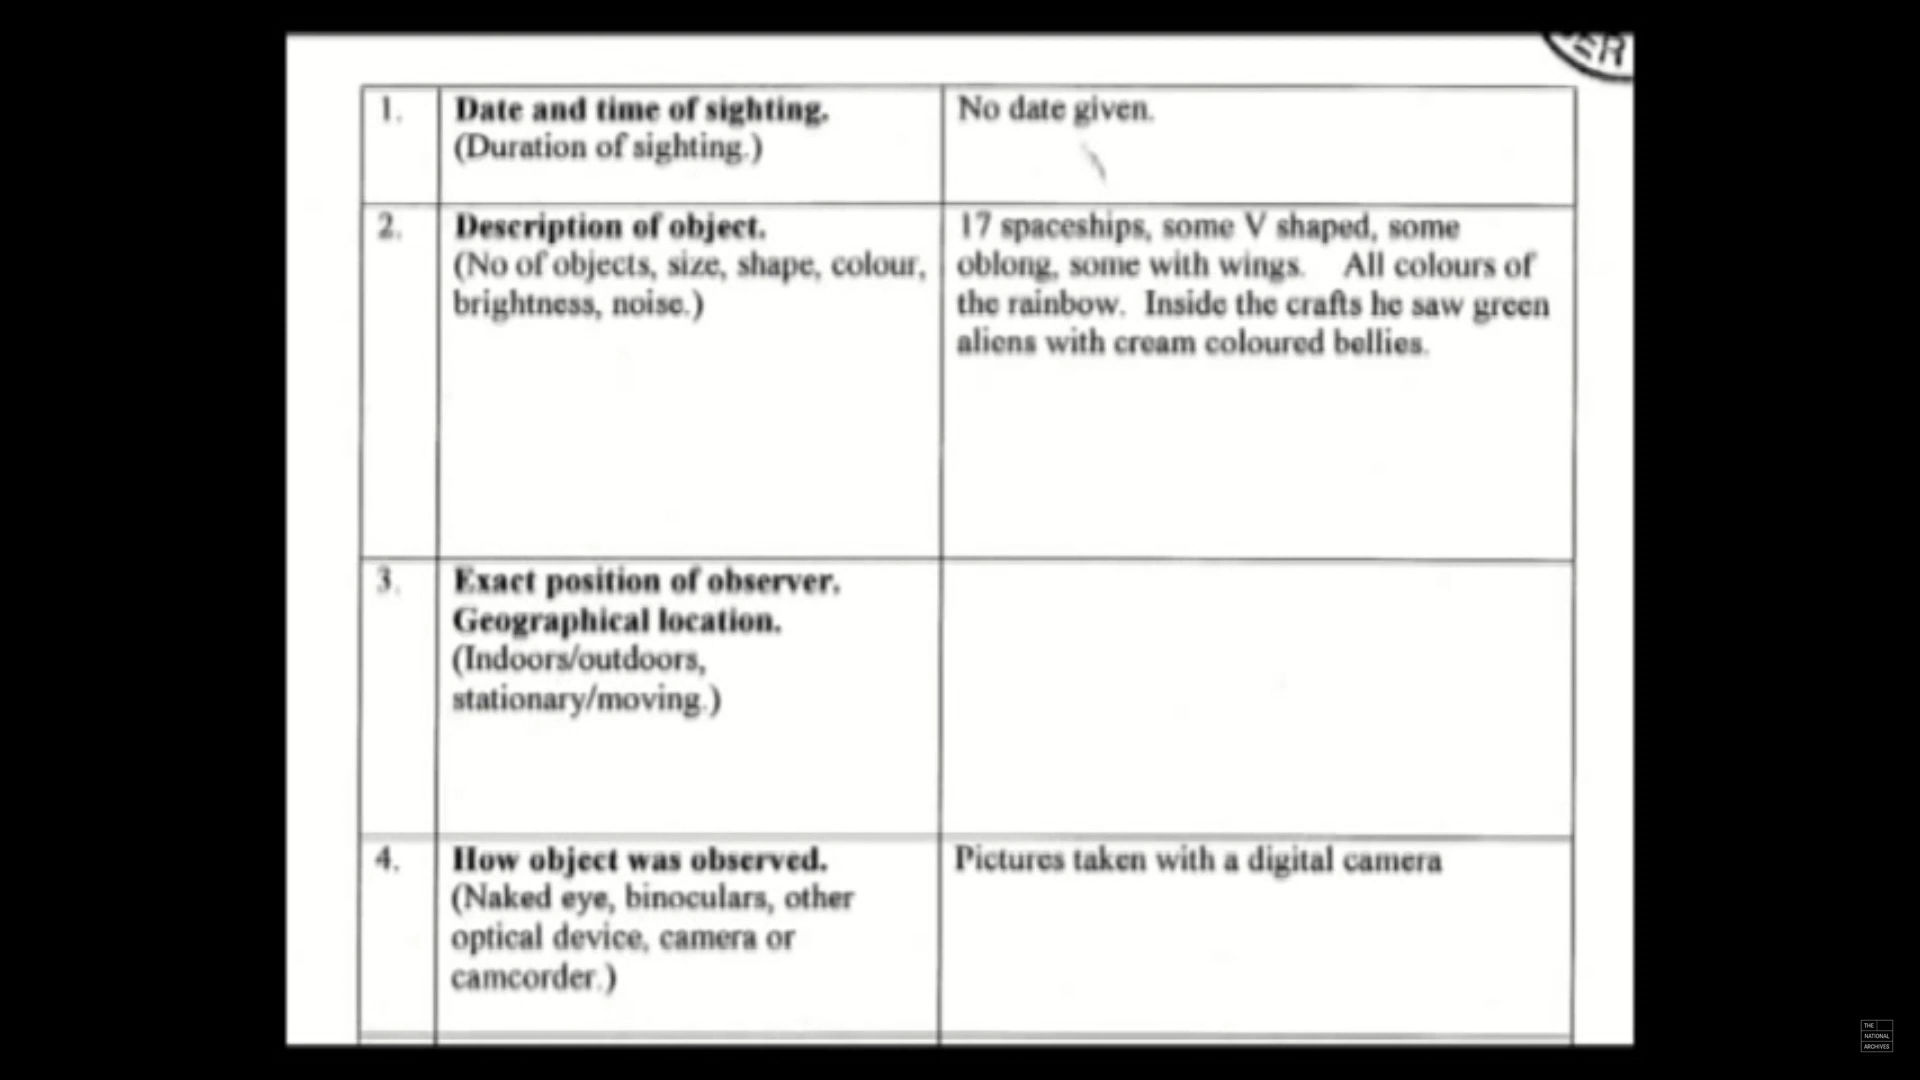 ER
1.
Date and time of sighting.
(Duration of sighting.)
No date given.
2.
Description of object.
(No of objects, size, shape, colour,
brightness, noise.)
17 spaceships, some V shaped, some
oblong, some with wings. All colours of
the rainbow. Inside the crafts he saw green
aliens with cream coloured bellies.
3.
Exact position of observer.
Geographical location.
(Indoors/outdoors,
stationary/moving.)
4.
How object was observed.
(Naked eye, binoculars, other
optical device, camera or
camcorder.)
Pictures taken with a digital camera
THE
NATIONAL
ARCHIVES